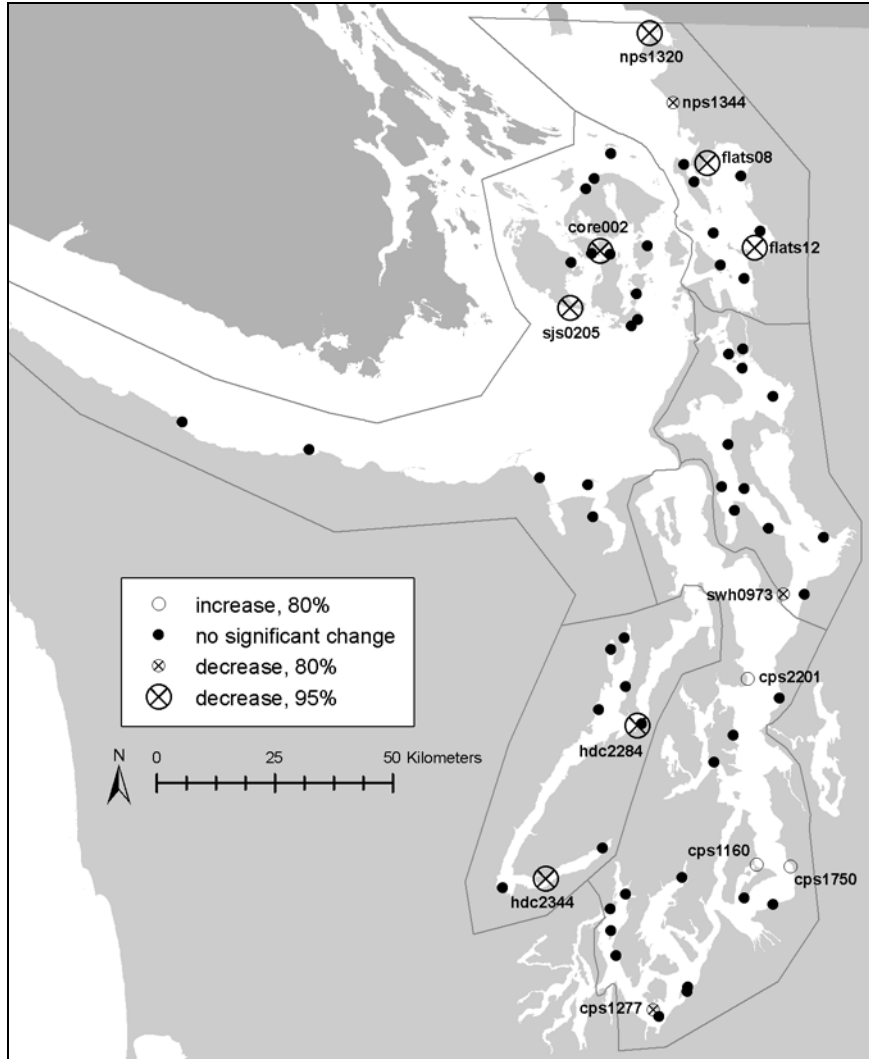 nps1320
nps1344
flats08
core002
flats12
sjs0205
swh0973
increase, 80%
no significant change
decrease, 80%
decrease, 95%
cps2201
N
0 25 50 Kilometers
hdc2284
cps1160
cps1750
hdc2344
cps1277